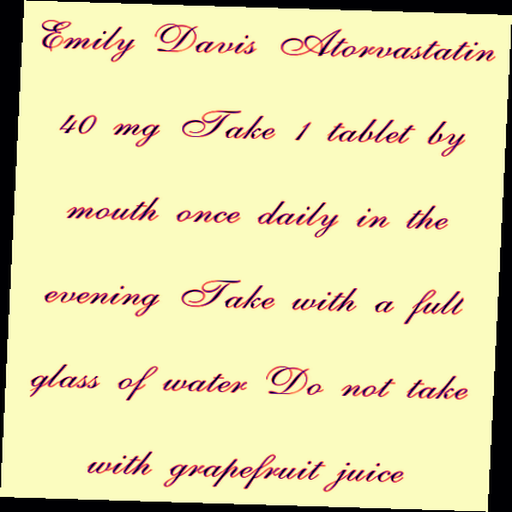 Emily Davis Atorvastatin
40 mg Take 1 tablet by
mouth once daily in the
evening Take with a full
glass of water Do not take
with grapefruit juice